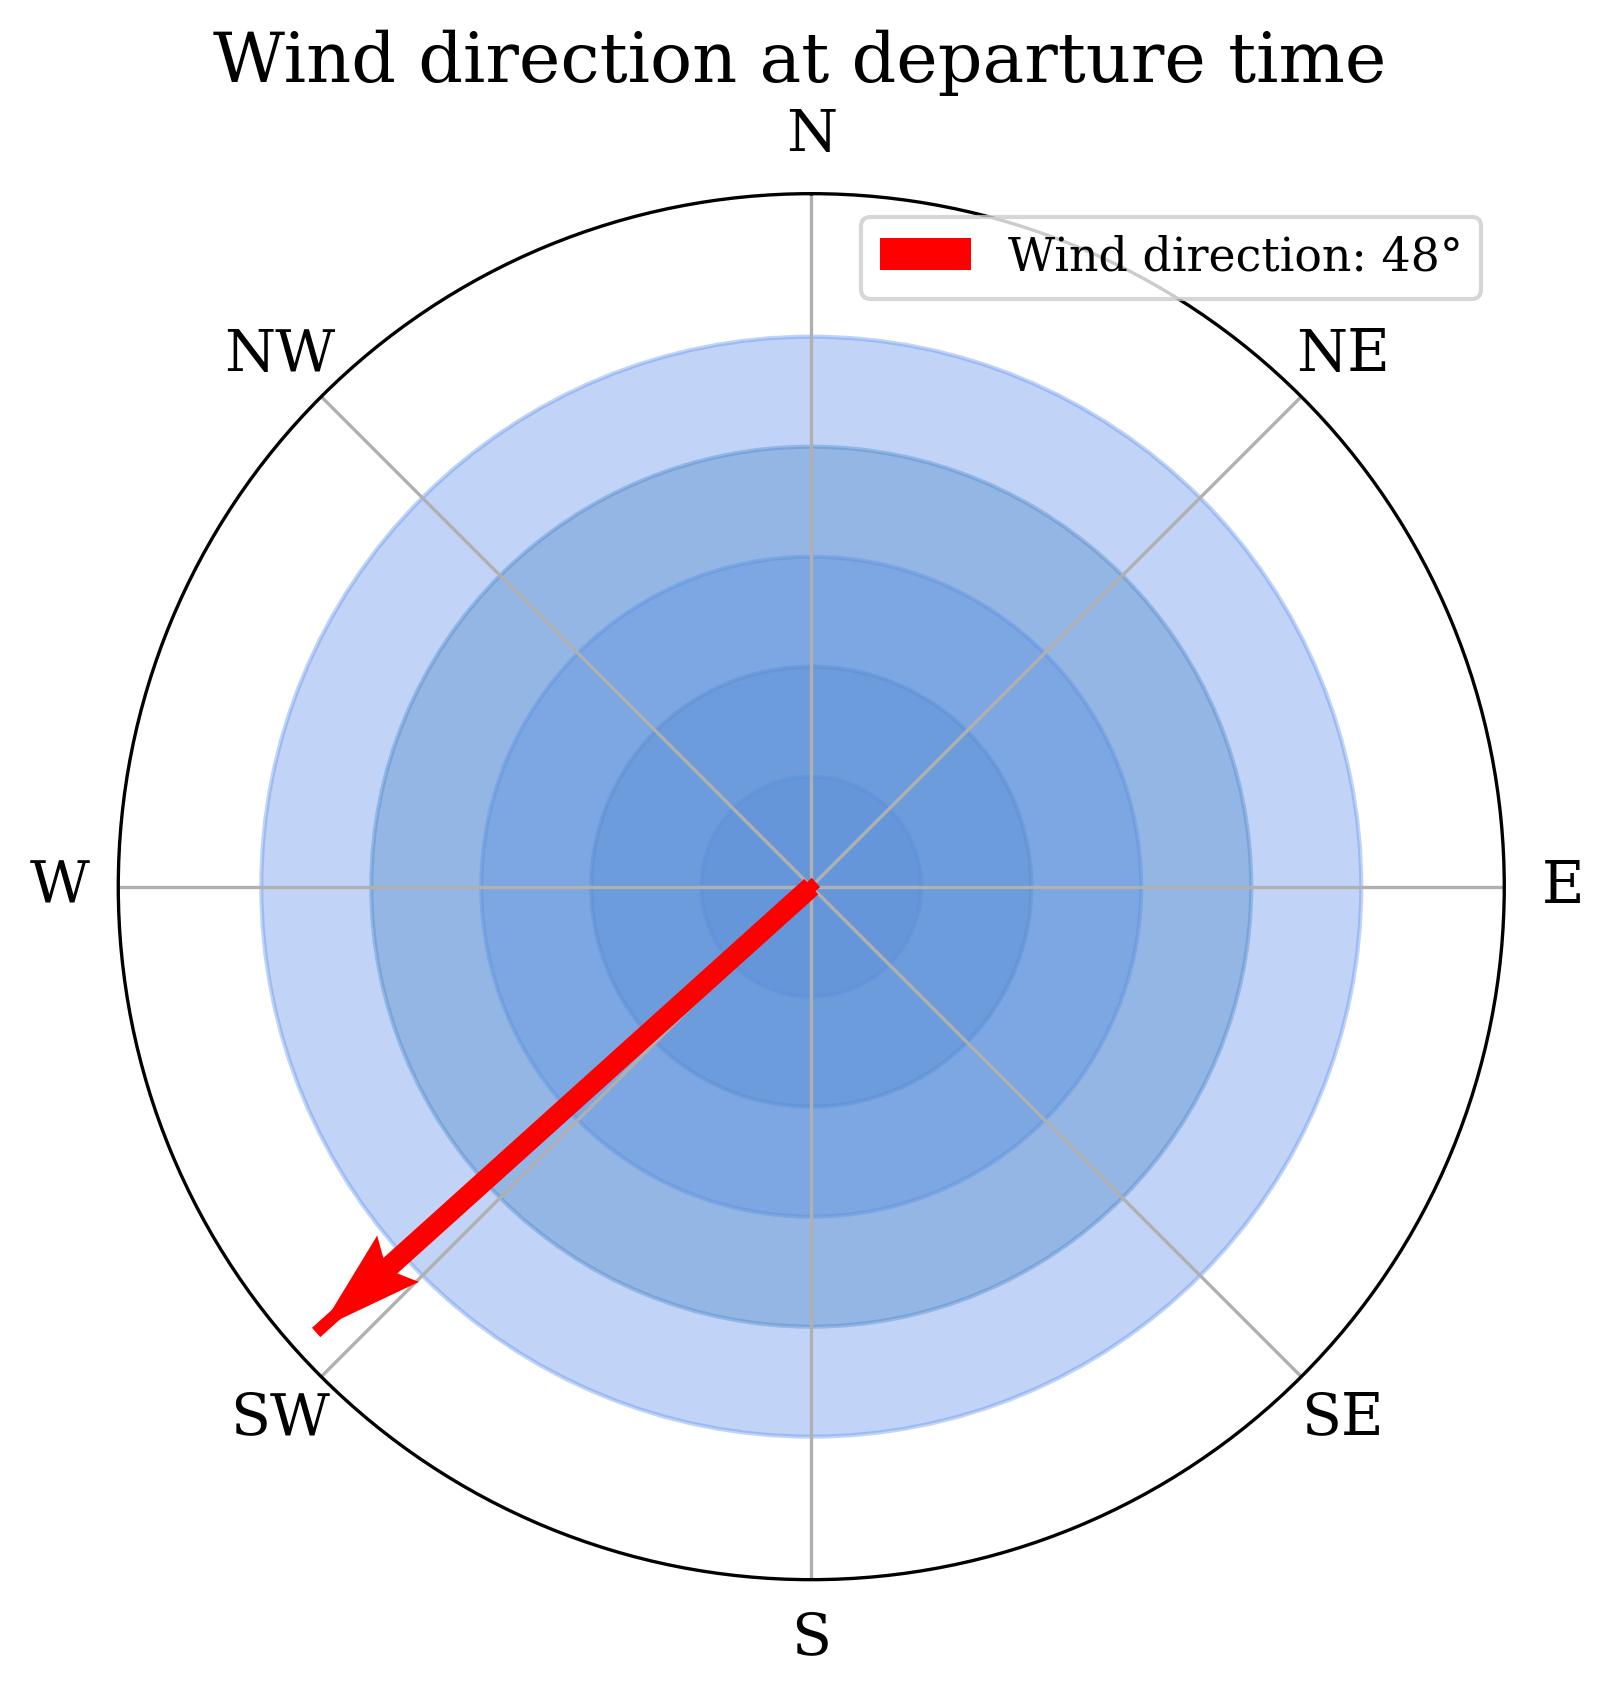 Wind direction at departure time
N
Wind direction: 48°
NW
NE
W
E
SW
SE
S